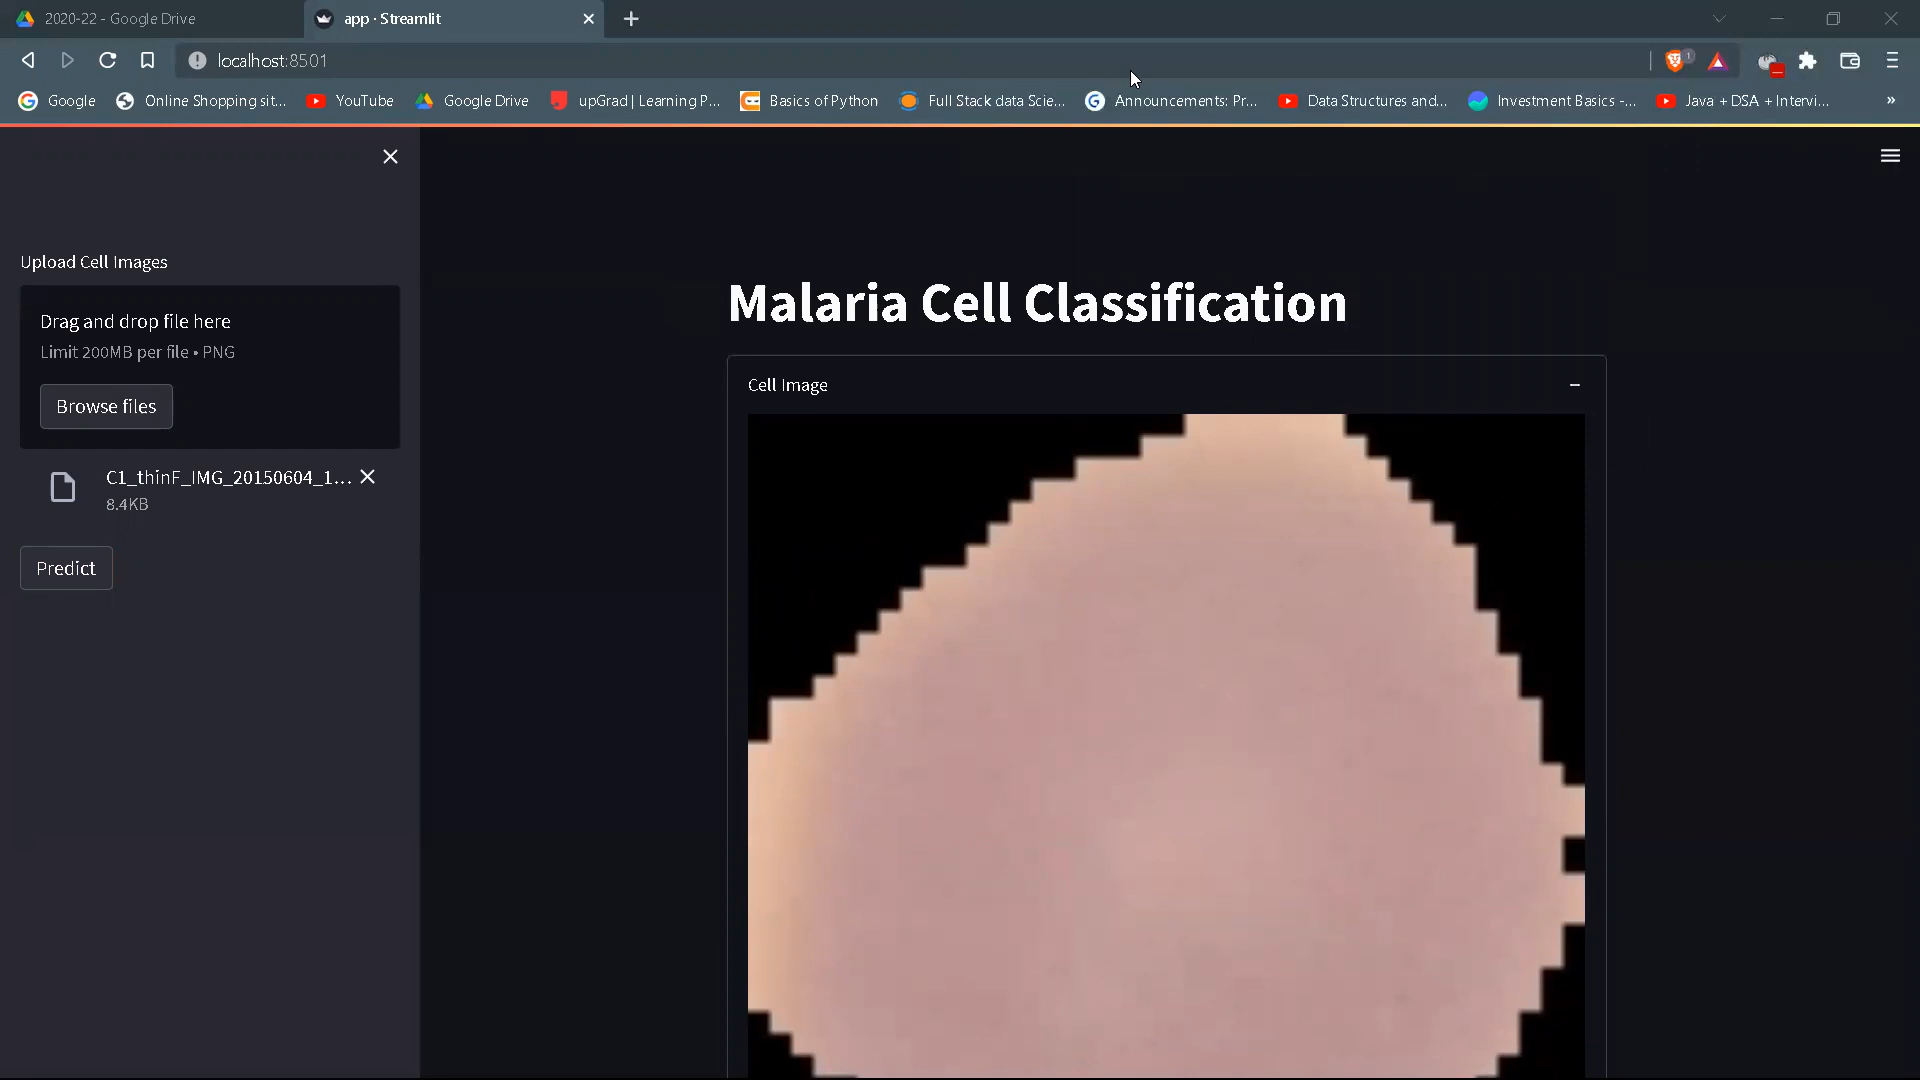 2020-22 - Google Drive
app · Streamlit
localhost:8501
1
Google
Online Shopping sit...
YouTube
Google Drive
upGrad | Learning P...
Basics of Python
Full Stack data Scie...
Announcements: Pr...
Data Structures and...
Investment Basics -...
Java + DSA + Intervi...
Upload Cell Images
Drag and drop file here
Limit 200MB per file • PNG
Browse files
C1_thinF_IMG_20150604_1...
8.4KB
Predict
Malaria Cell Classification
Cell Image